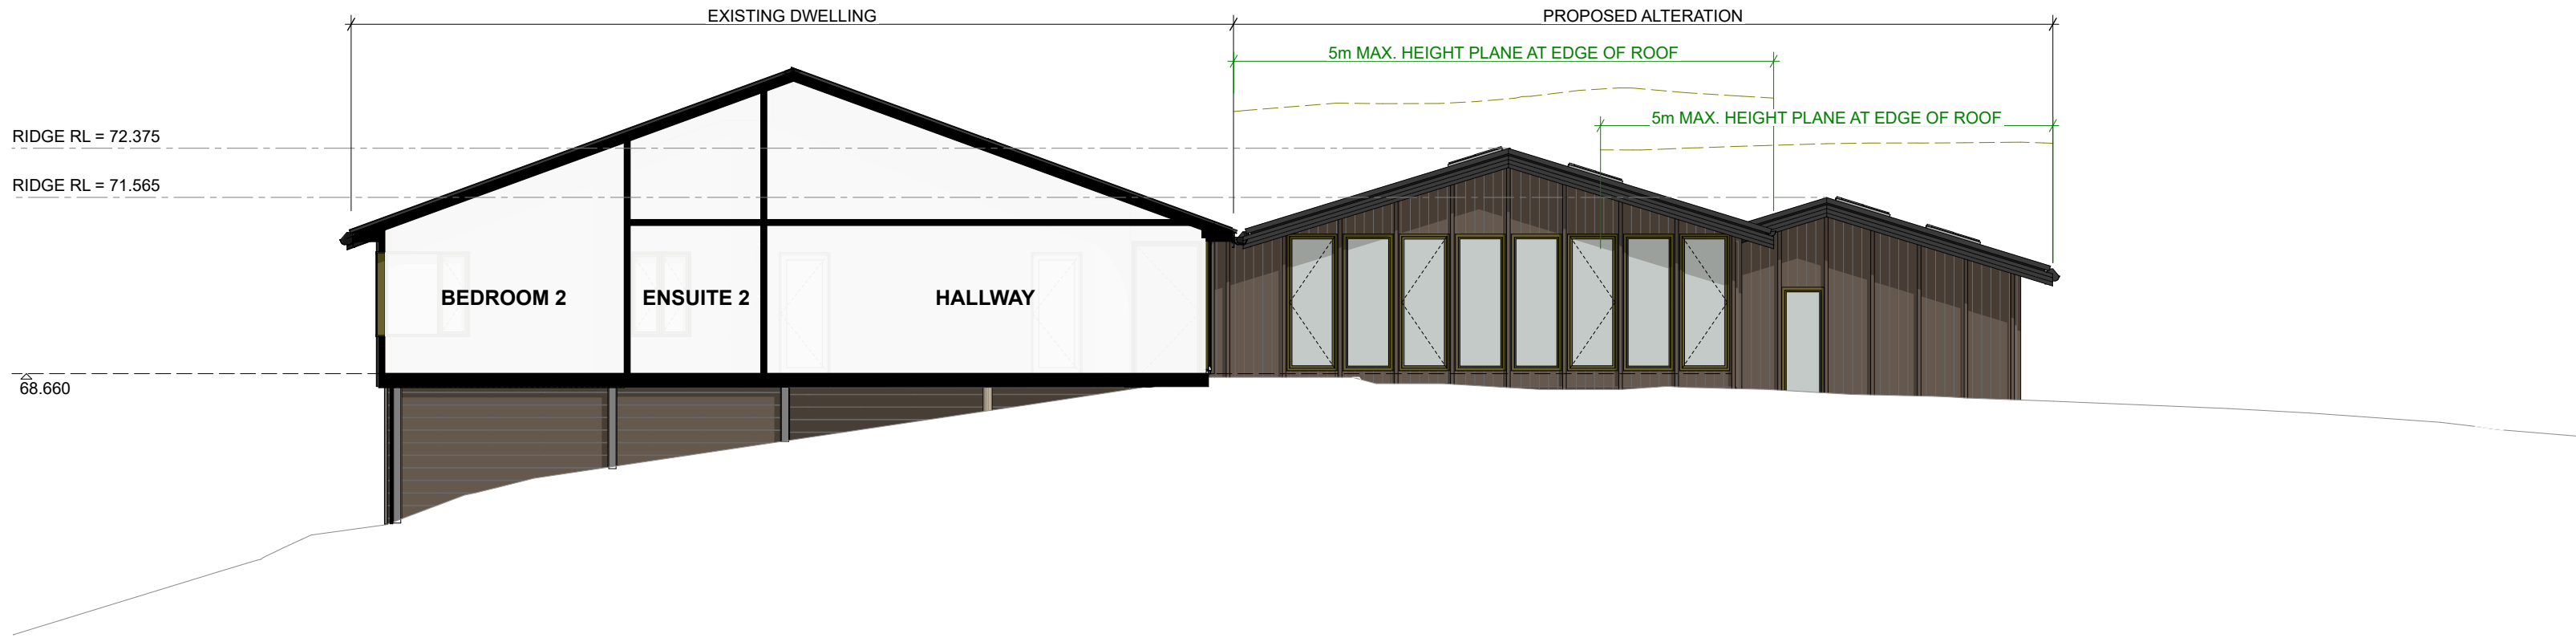 EXISTING DWELLING
PROPOSED ALTERATION
5m MAX. HEIGHT PLANE AT EDGE OF ROOF
5m MAX. HEIGHT PLANE AT EDGE OF ROOF
RIDGE RL = 72.375
RIDGE RL = 71.565
BEDROOM 2
ENSUITE 2
HALLWAY
68.660